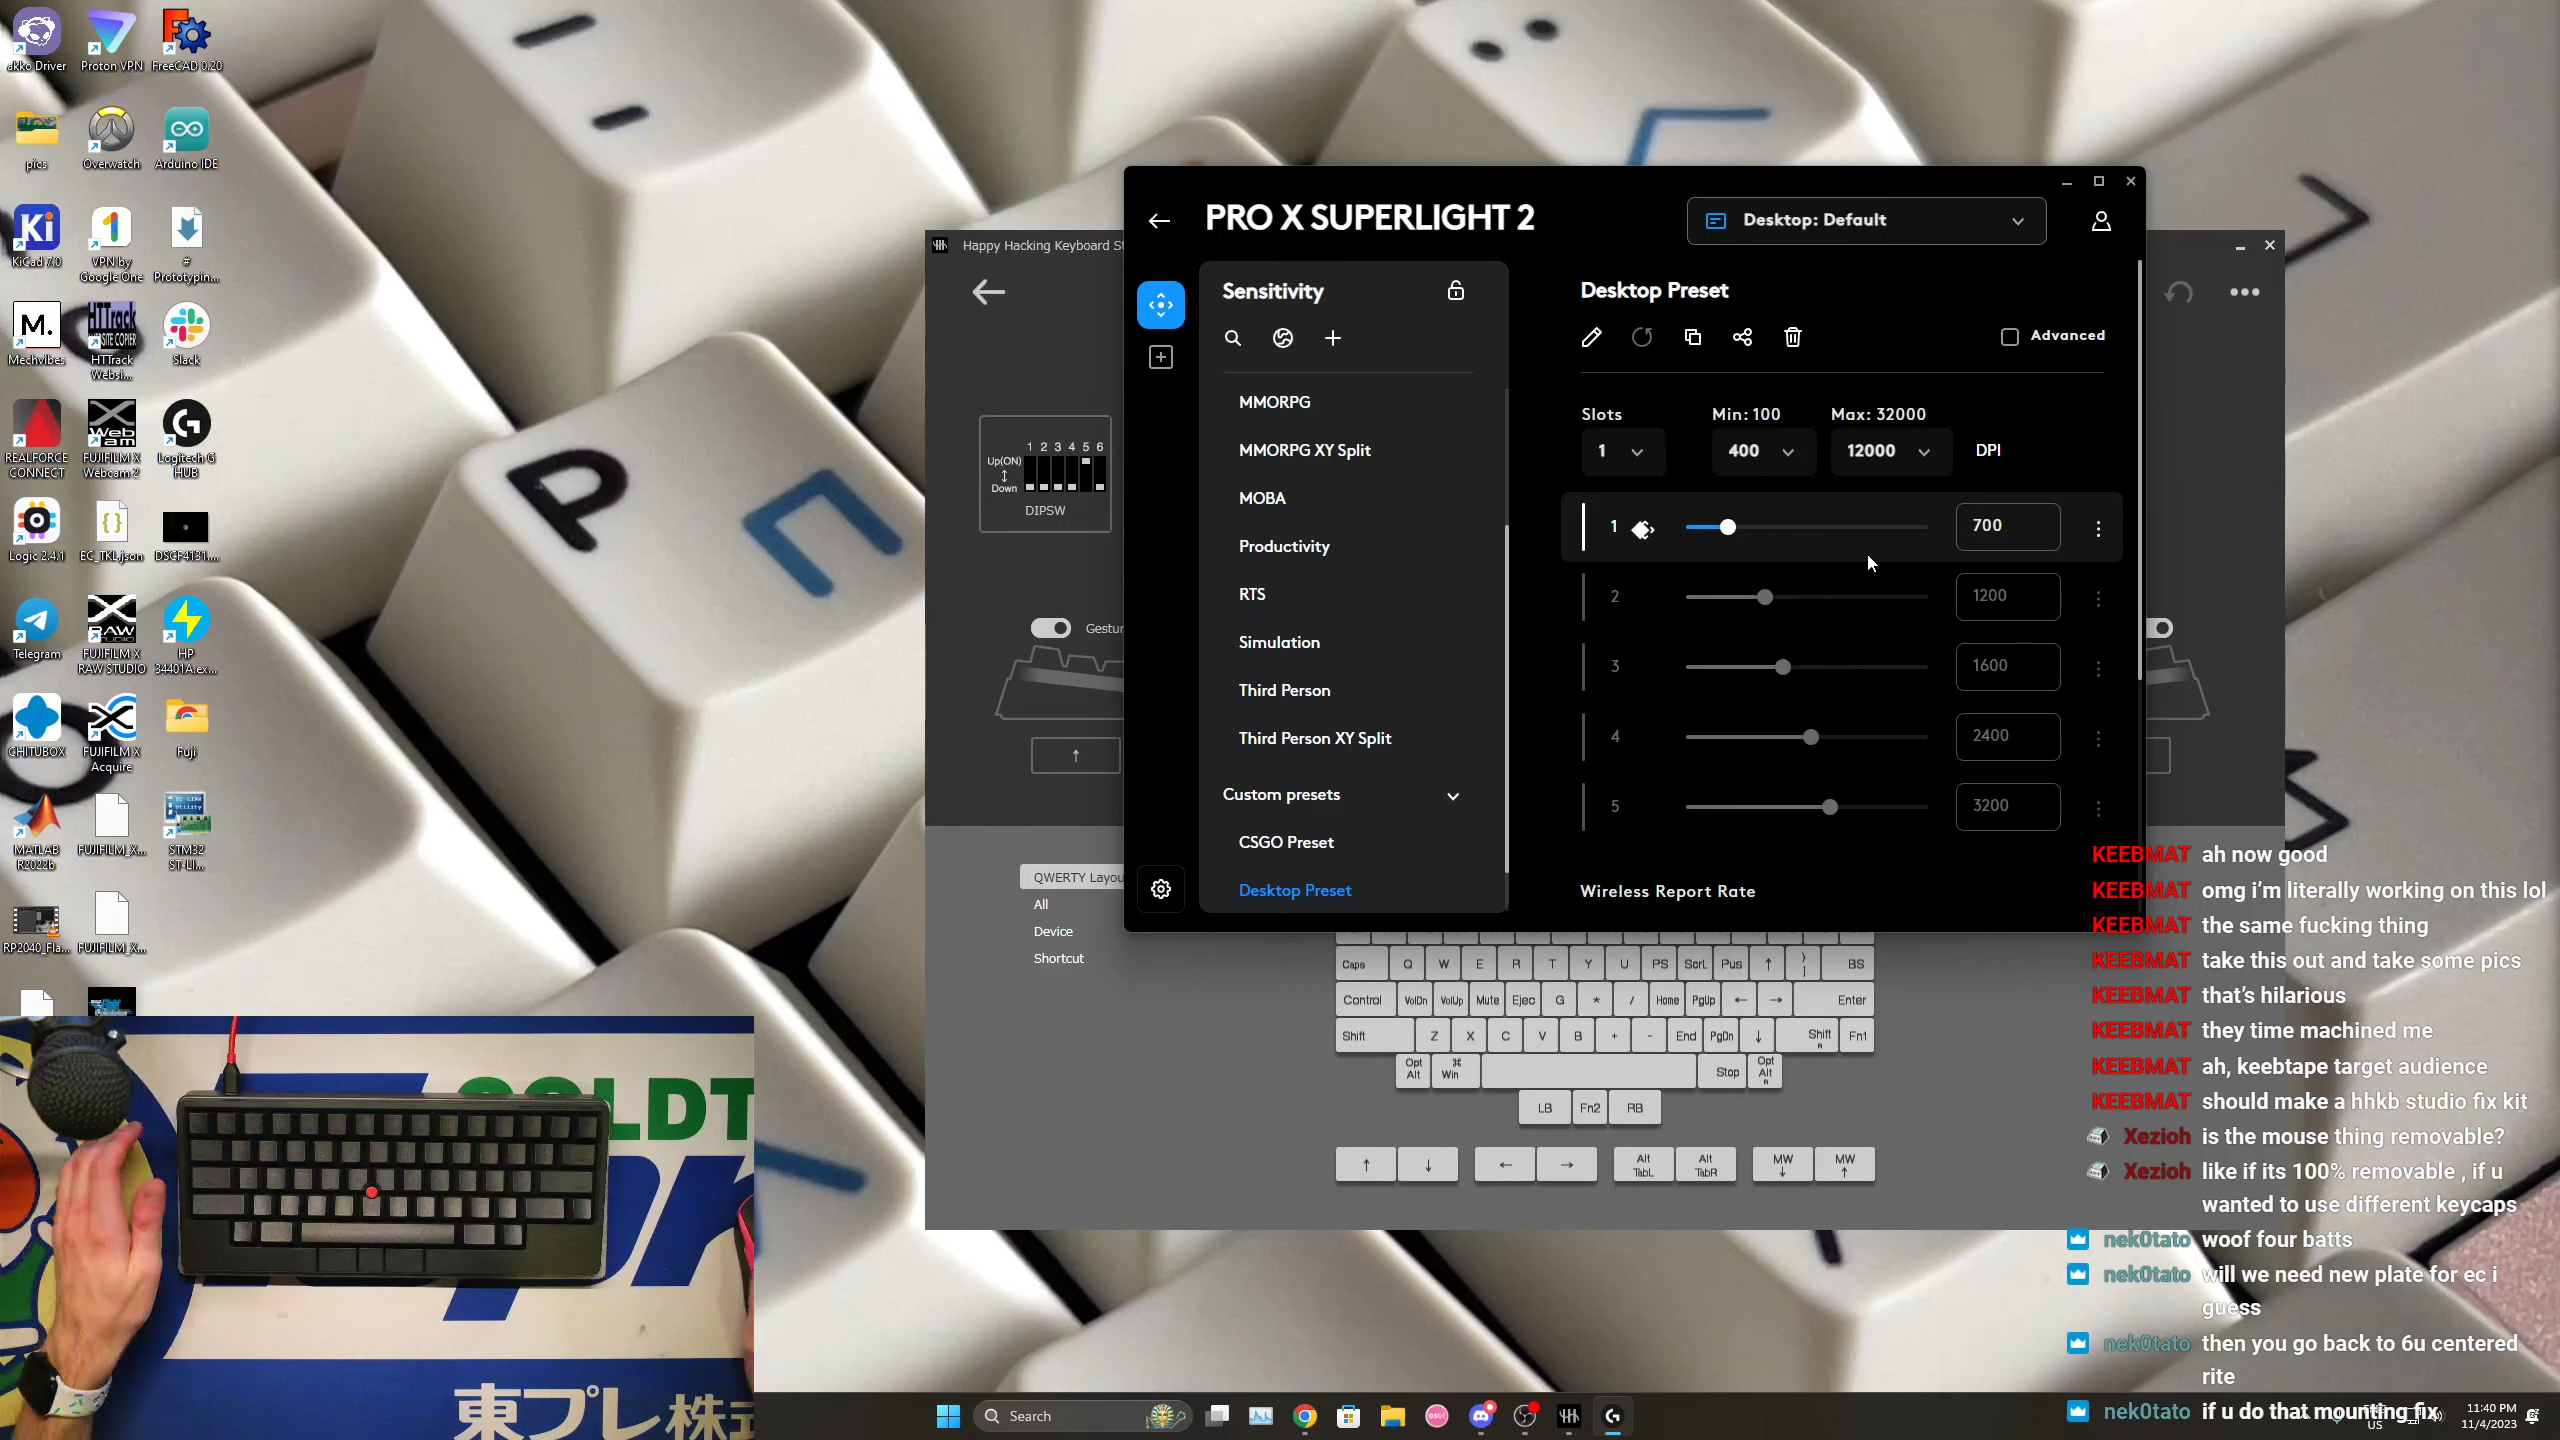 akko Driver
Proton VPN
FreeCAD 0.20
pics
Overwatch
Arduino IDE
KiCad 7.0
VPN by Google One
# Prototypin...
M.
Mechvibes
HTTrack Websi...
Slack
REALFORCE CONNECT
FUJIFILM X Webcam 2
Logitech G HUB
Logic 2.4.1
EC_TKL.json
DSCF4131....
Telegram
FUJIFILM X RAW STUDIO
HP 34401A.ex...
CHITUBOX
FUJIFILM X Acquire
Fuji
MATLAB R2022b
FUJIFILM_X...
STM32 ST-LI...
RP2040_Fla...
FUJIFILM_X...
P
П
Happy Hacking Keyboard St
1 2 3 4 5 6
Up(ON)
Down
DIPSW
Gestur
↑
QWERTY Layou
All
Device
Shortcut
PRO X SUPERLIGHT 2
Desktop: Default
Sensitivity
MMORPG
MMORPG XY Split
MOBA
Productivity
RTS
Simulation
Third Person
Third Person XY Split
Custom presets
CSGO Preset
Desktop Preset
Desktop Preset
Advanced
Slots Min: 100 Max: 32000
1 400 12000 DPI
1 700
2 1200
3 1600
4 2400
5 3200
Wireless Report Rate
Caps Q W E R T Y U PS ScrL Pus ↑ } ] BS
Control VolDn VolUp Mute Ejec G * / Home PgUp ← → Enter
Shift Z X C V B + - End PgDn ↓ Shift R Fn1
Opt Alt ⌘ Win Stop Opt Alt R
LB Fn2 RB
↑ ↓ ← → Alt TabL Alt TabR MW ↓ MW ↑
KEEBMAT ah now good
KEEBMAT omg i'm literally working on this lol
KEEBMAT the same fucking thing
KEEBMAT take this out and take some pics
KEEBMAT that's hilarious
KEEBMAT they time machined me
KEEBMAT ah, keebtape target audience
KEEBMAT should make a hhkb studio fix kit
Xezioh is the mouse thing removable?
Xezioh like if its 100% removable , if u
wanted to use different keycaps
nek0tato woof four batts
nek0tato will we need new plate for ec i
guess
nek0tato then you go back to 6u centered
rite
nek0tato if u do that mounting fix
東プレ株式
Search
US
11:40 PM
11/4/2023